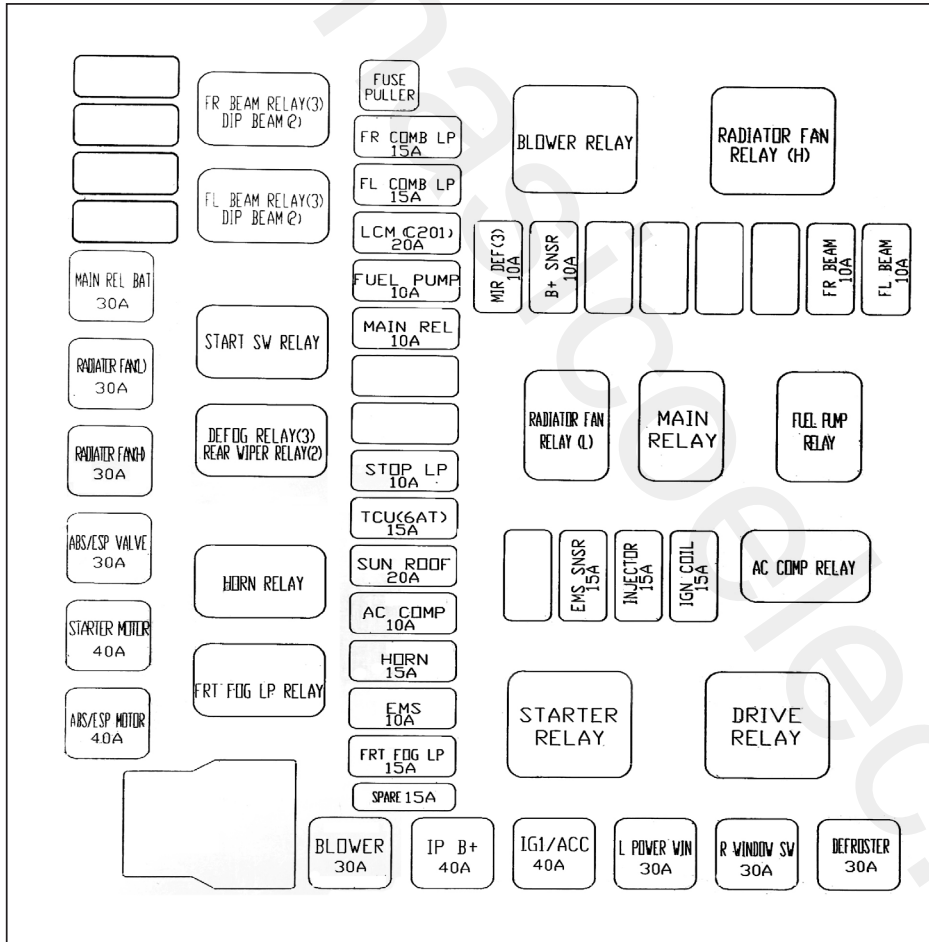 FUSE
PULLER
FR BEAM RELAY(3)
DIP BEAM(2)
FR COMB LP
15A
BLOWER RELAY
RADIATOR FAN
RELAY (H)
FL BEAM RELAY(3)
DIP BEAM(2)
FL COMB LP
15A
LCM (C201)
20A
FUEL PUMP
10A
MAIN REL
10A
MIR DEF(3)
10A
B+ SNSR
10A
FR BEAM
10A
FL BEAM
10A
MAIN REL BAT
30A
START SW RELAY
RADIATER FAN(L)
30A
DEFOG RELAY(3)
REAR WIPER RELAY(2)
RADIATOR FAN
RELAY (L)
MAIN
RELAY
FUEL PUMP
RELAY
RADIATER FAN(H)
30A
STOP LP
10A
TCU(6AT)
15A
SUN ROOF
20A
AC COMP
10A
HORN
15A
EMS
10A
FRT FOG LP
15A
SPARE 15A
ABS/ESP VALVE
30A
HORN RELAY
EMS SNSR
15A
INJECTOR
15A
IGN COIL
15A
AC COMP RELAY
STARTER MOTOR
40A
FRT FOG LP RELAY
ABS/ESP MOTOR
40A
STARTER
RELAY
DRIVE
RELAY
BLOWER
30A
IP B+
40A
IG1/ACC
40A
L POWER WIN
30A
R WINDOW SW
30A
DEFROSTER
30A